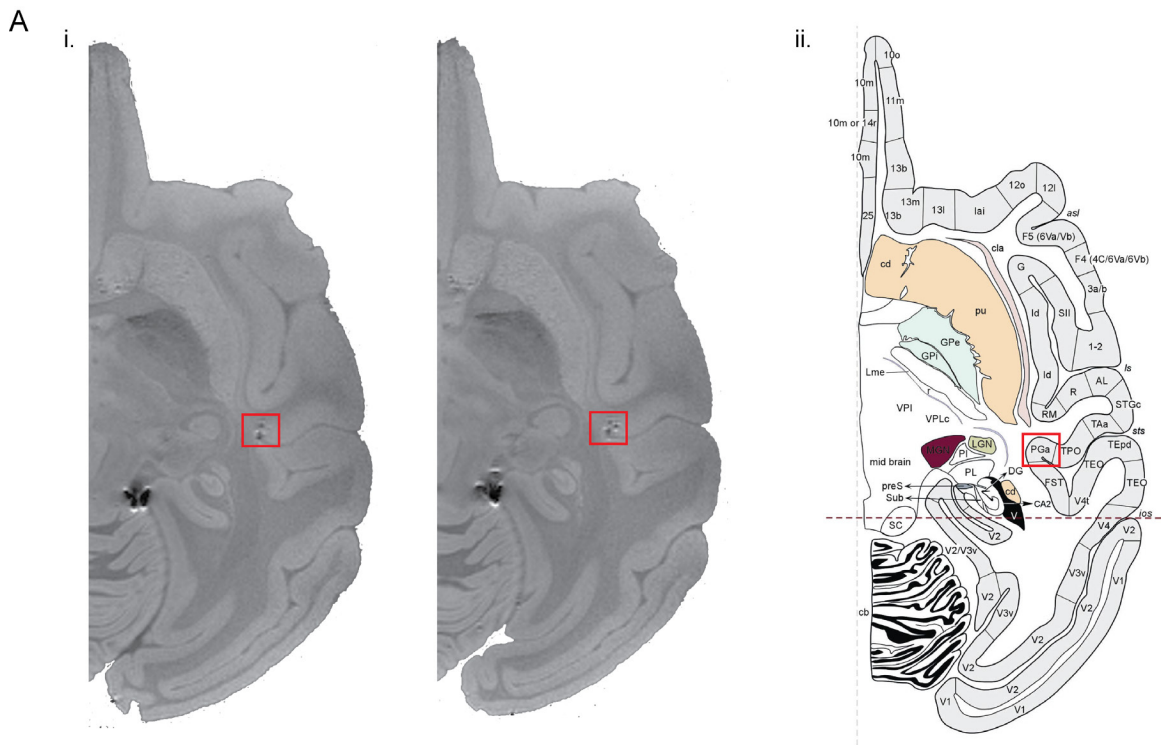 A
i.
ii.
10o
10m
11m
10m or 14r
10m
13b
12o
12l
13m
13l
Iai
25
13b
asl
F5 (6Va/Vb)
cla
F4 (4C/6Va/6Vb)
cd
G
3a/b
Id
SII
pu
GPe
1-2
GPi
Lme
Id
ls
r
R
AL
VPI
RM
STGc
VPLc
TAa
sts
LGN
PGa
TPO
TEpd
mid brain
PI
TEO
DG
PL
FST
TEO
preS
cd
Sub
CA2
V4t
V
ios
SC
V2
V4
V2
V2/V3v
V3v
V1
cb
V2
V2
V3v
V2
V2
V2
V1
V1